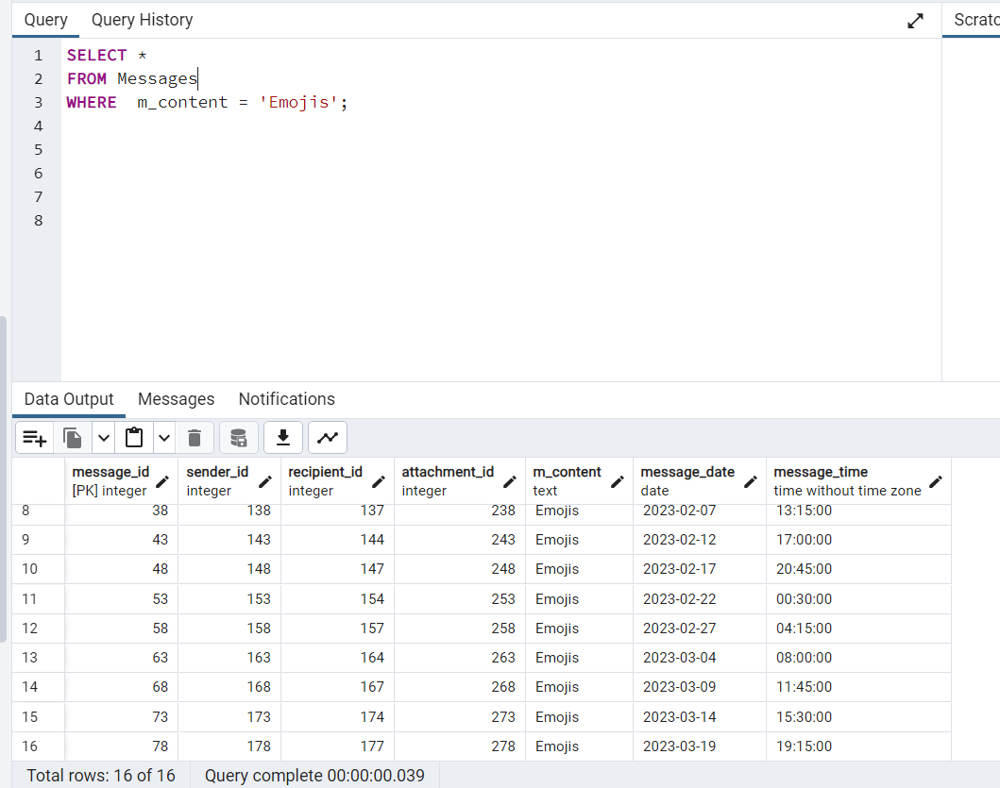 Query Query History Scratc
1 SELECT *
2 FROM Messages
3 WHERE  m_content = 'Emojis';
4
5
6
7
8
Data Output Messages Notifications
message_id sender_id recipient_id attachment_id m_content message_date message_time
[PK] integer integer integer integer text date time without time zone
8 38 138 137 238 Emojis 2023-02-07 13:15:00
9 43 143 144 243 Emojis 2023-02-12 17:00:00
10 48 148 147 248 Emojis 2023-02-17 20:45:00
11 53 153 154 253 Emojis 2023-02-22 00:30:00
12 58 158 157 258 Emojis 2023-02-27 04:15:00
13 63 163 164 263 Emojis 2023-03-04 08:00:00
14 68 168 167 268 Emojis 2023-03-09 11:45:00
15 73 173 174 273 Emojis 2023-03-14 15:30:00
16 78 178 177 278 Emojis 2023-03-19 19:15:00
Total rows: 16 of 16 Query complete 00:00:00.039